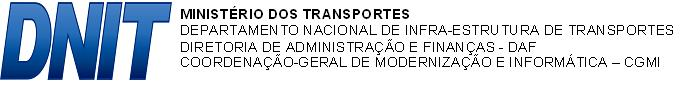 DNIT
MINISTÉRIO DOS TRANSPORTES
DEPARTAMENTO NACIONAL DE INFRA-ESTRUTURA DE TRANSPORTES
DIRETORIA DE ADMINISTRAÇÃO E FINANÇAS - DAF
COORDENAÇÃO-GERAL DE MODERNIZAÇÃO E INFORMÁTICA – CGMI